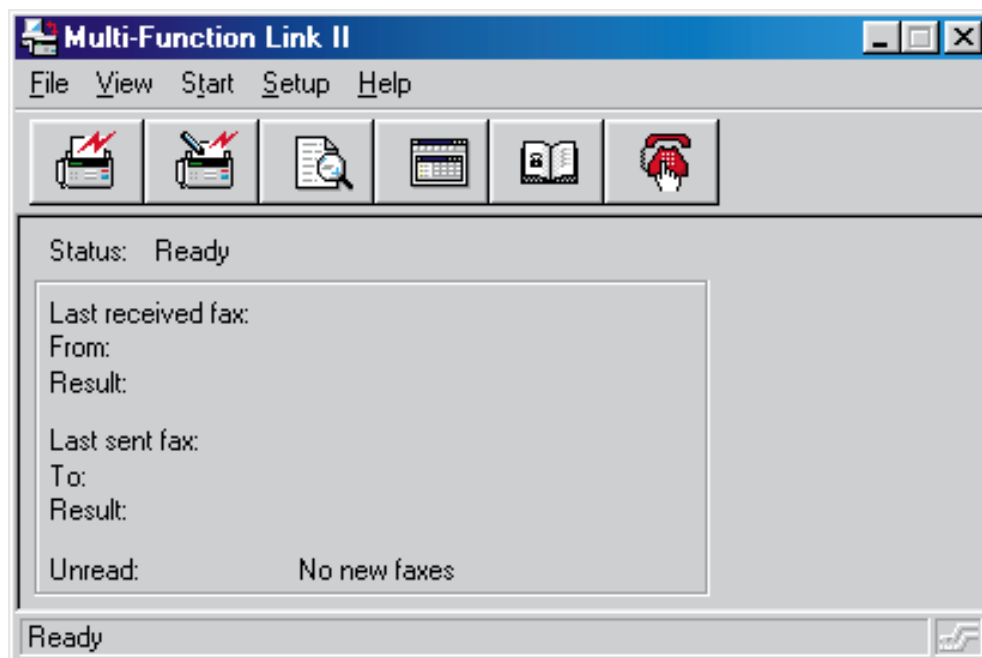 Multi-Function Link II
File View Start Setup Help
Status: Ready
Last received fax:
From:
Result:
Last sent fax:
To:
Result:
Unread: No new faxes
Ready